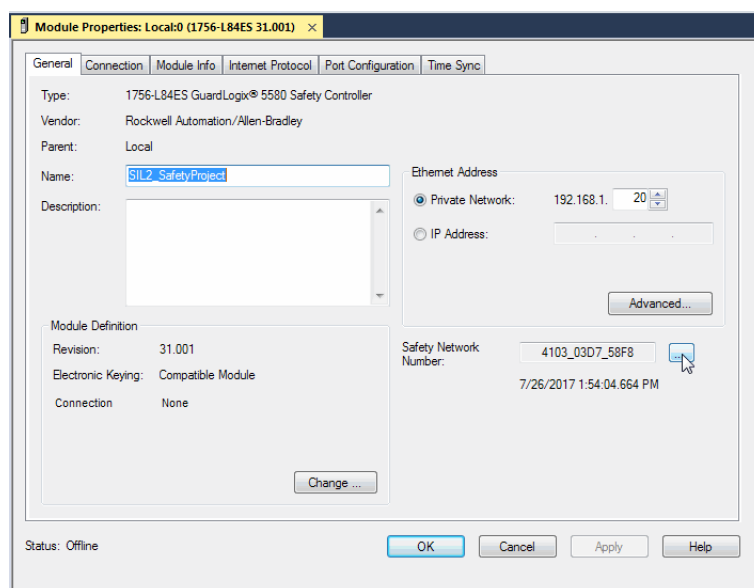 Module Properties: Local:0 (1756-L84ES 31.001) ×
General Connection Module Info Internet Protocol Port Configuration Time Sync
Type: 1756-L84ES GuardLogix® 5580 Safety Controller
Vendor: Rockwell Automation/Allen-Bradley
Parent: Local
Name: SIL2_SafetyProject
Description:
Ethernet Address
Private Network: 192.168.1. 20
IP Address: . . .
Advanced...
Module Definition
Revision: 31.001
Electronic Keying: Compatible Module
Connection None
Change ...
Safety Network
Number: 4103_03D7_58F8 ...
7/26/2017 1:54:04.664 PM
Status: Offline
OK Cancel Apply Help